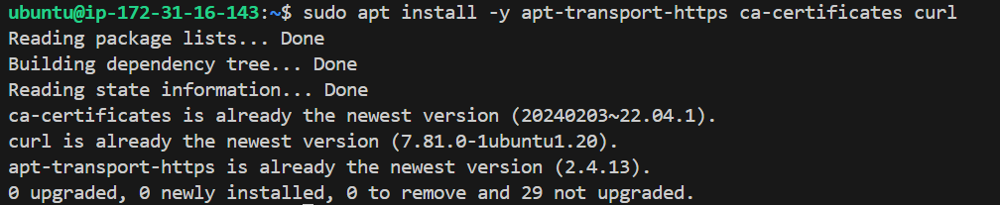 ubuntu@ip-172-31-16-143:~$ sudo apt install -y apt-transport-https ca-certificates curl
Reading package lists... Done
Building dependency tree... Done
Reading state information... Done
ca-certificates is already the newest version (20240203~22.04.1).
curl is already the newest version (7.81.0-1ubuntu1.20).
apt-transport-https is already the newest version (2.4.13).
0 upgraded, 0 newly installed, 0 to remove and 29 not upgraded.